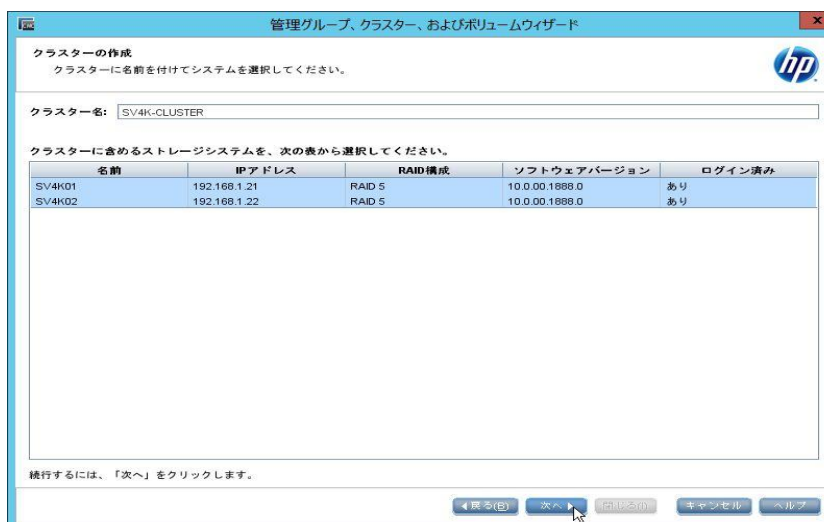 管理グループ、クラスター、およびボリュームウィザード
x
クラスターの作成
クラスターに名前を付けてシステムを選択してください。
hp
クラスター名: SV4K-CLUSTER
クラスターに含めるストレージシステムを、次の表から選択してください。
名前 IPアドレス RAID構成 ソフトウェアバージョン ログイン済み
SV4K01 192.168.1.21 RAID 5 10.0.00.1888.0 あり
SV4K02 192.168.1.22 RAID 5 10.0.00.1888.0 あり
続行するには、「次へ」をクリックします。
戻る(B) 次へ キャンセル ヘルプ